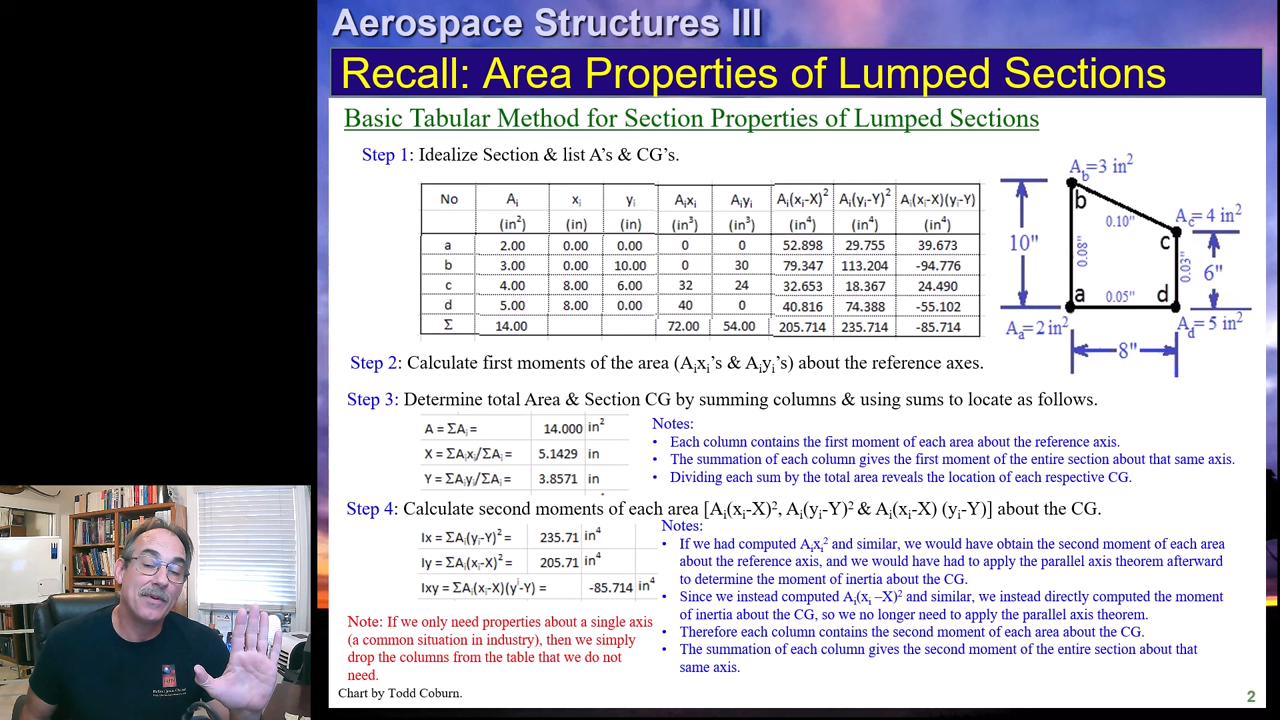 Aerospace Structures III
Recall: Area Properties of Lumped Sections
Basic Tabular Method for Section Properties of Lumped Sections
Step 1: Idealize Section & list A's & CG's.
No Aᵢ xᵢ yᵢ Aᵢxᵢ Aᵢyᵢ Aᵢ(xᵢ-X)² Aᵢ(yᵢ-Y)² Aᵢ(xᵢ-X)(yᵢ-Y)
(in²) (in) (in) (in³) (in³) (in⁴) (in⁴) (in⁴)
a 2.00 0.00 0.00 0 0 52.898 29.755 39.673
b 3.00 0.00 10.00 0 30 79.347 113.204 -94.776
c 4.00 8.00 6.00 32 24 32.653 18.367 24.490
d 5.00 8.00 0.00 40 0 40.816 74.388 -55.102
Σ 14.00 72.00 54.00 205.714 235.714 -85.714
A_b=3 in²
b
0.10"
A_c=4 in²
c
10"
0.08"
0.03"
6"
a
0.05"
d
Aₐ=2 in²
A_d=5 in²
8"
Step 2: Calculate first moments of the area (Aᵢxᵢ's & Aᵢyᵢ's) about the reference axes.
Step 3: Determine total Area & Section CG by summing columns & using sums to locate as follows.
A = ΣAᵢ= 14.000 in²
X = ΣAᵢxᵢ/ΣAᵢ= 5.1429 in
Y = ΣAᵢyᵢ/ΣAᵢ= 3.8571 in
Notes:
• Each column contains the first moment of each area about the reference axis.
• The summation of each column gives the first moment of the entire section about that same axis.
• Dividing each sum by the total area reveals the location of each respective CG.
Step 4: Calculate second moments of each area [Aᵢ(xᵢ-X)², Aᵢ(yᵢ-Y)² & Aᵢ(xᵢ-X) (yᵢ-Y)] about the CG.
Ix = ΣAᵢ(yᵢ-Y)² = 235.71 in⁴
Iy = ΣAᵢ(xᵢ-X)² = 205.71 in⁴
Ixy = ΣAᵢ(xᵢ-X)(yⁱ-Y) = -85.714 in⁴
Notes:
• If we had computed Aᵢxᵢ² and similar, we would have obtain the second moment of each area
about the reference axis, and we would have had to apply the parallel axis theorem afterward
to determine the moment of inertia about the CG.
• Since we instead computed Aᵢ(xᵢ –X)² and similar, we instead directly computed the moment
of inertia about the CG, so we no longer need to apply the parallel axis theorem.
• Therefore each column contains the second moment of each area about the CG.
• The summation of each column gives the second moment of the entire section about that
same axis.
Note: If we only need properties about a single axis
(a common situation in industry), then we simply
drop the columns from the table that we do not
need.
Chart by Todd Coburn.
2